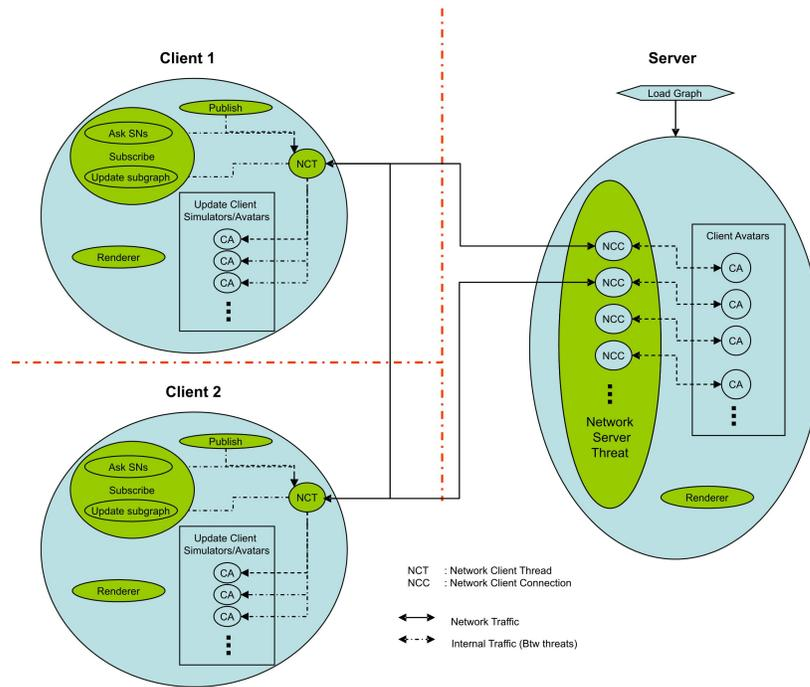 Client 1
Publish
Ask SNs
Subscribe
Update subgraph
NCT
Update Client
Simulators/Avatars
CA
CA
CA
Renderer
Server
Load Graph
NCC
NCC
NCC
NCC
Client Avatars
CA
CA
CA
CA
Network
Server
Threat
Renderer
Client 2
Publish
Ask SNs
Subscribe
Update subgraph
NCT
Update Client
Simulators/Avatars
CA
CA
CA
Renderer
NCT : Network Client Thread
NCC : Network Client Connection
Network Traffic
Internal Traffic (Btw threats)